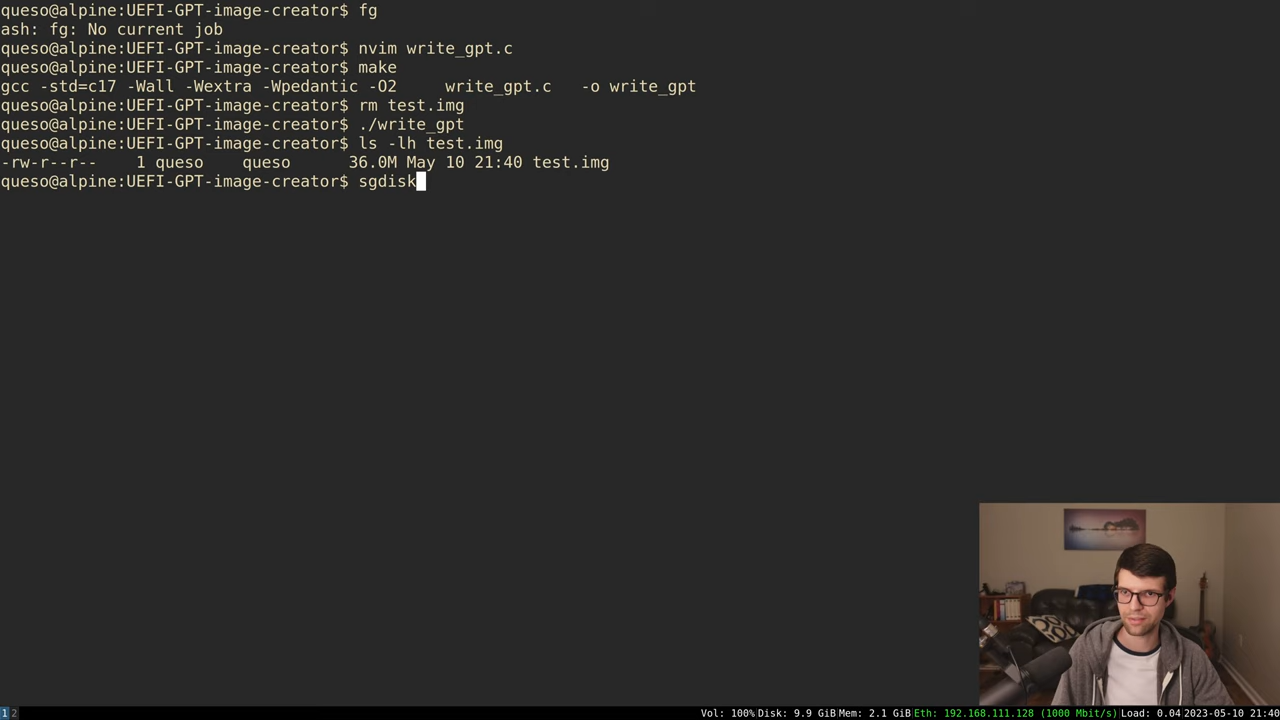 queso@alpine:UEFI-GPT-image-creator$ fg
ash: fg: No current job
queso@alpine:UEFI-GPT-image-creator$ nvim write_gpt.c
queso@alpine:UEFI-GPT-image-creator$ make
gcc -std=c17 -Wall -Wextra -Wpedantic -O2     write_gpt.c   -o write_gpt
queso@alpine:UEFI-GPT-image-creator$ rm test.img
queso@alpine:UEFI-GPT-image-creator$ ./write_gpt
queso@alpine:UEFI-GPT-image-creator$ ls -lh test.img
-rw-r--r--    1 queso    queso      36.0M May 10 21:40 test.img
queso@alpine:UEFI-GPT-image-creator$ sgdisk
1 2 Vol: 100% Disk: 9.9 GiB Mem: 2.1 GiB Eth: 192.168.111.128 (1000 Mbit/s) Load: 0.04 2023-05-10 21:40